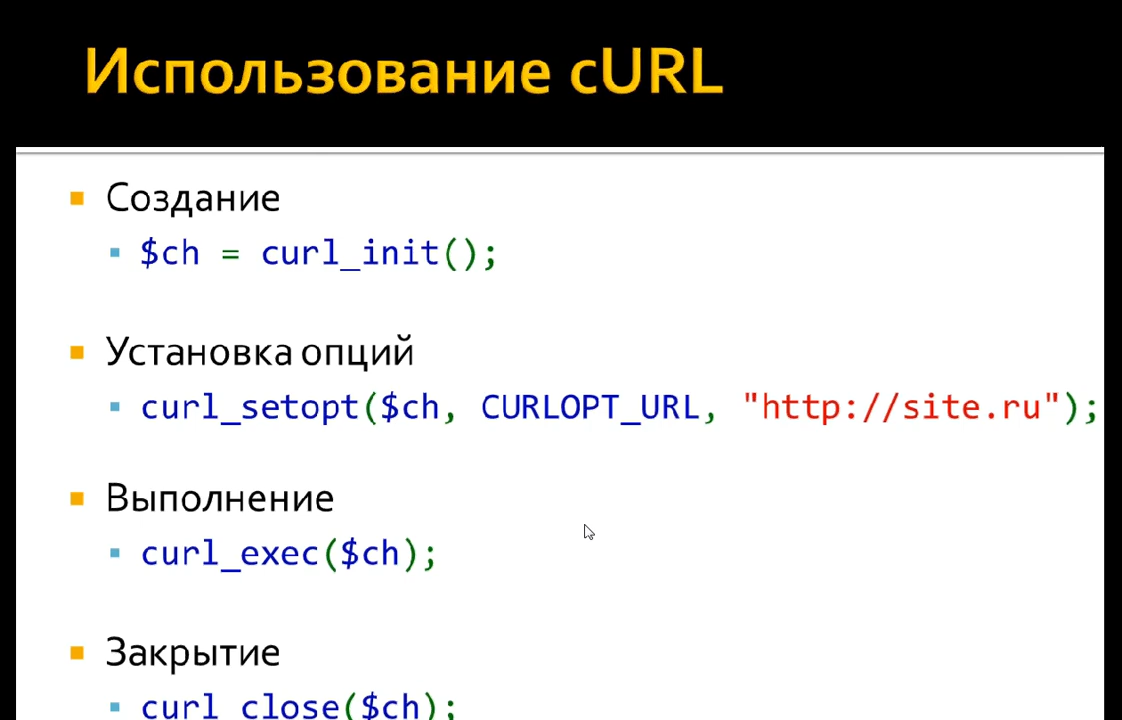 Использование cURL
Создание
$ch = curl_init();
Установка опций
curl_setopt($ch, CURLOPT_URL, "http://site.ru");
Выполнение
curl_exec($ch);
Закрытие
curl_close($ch);